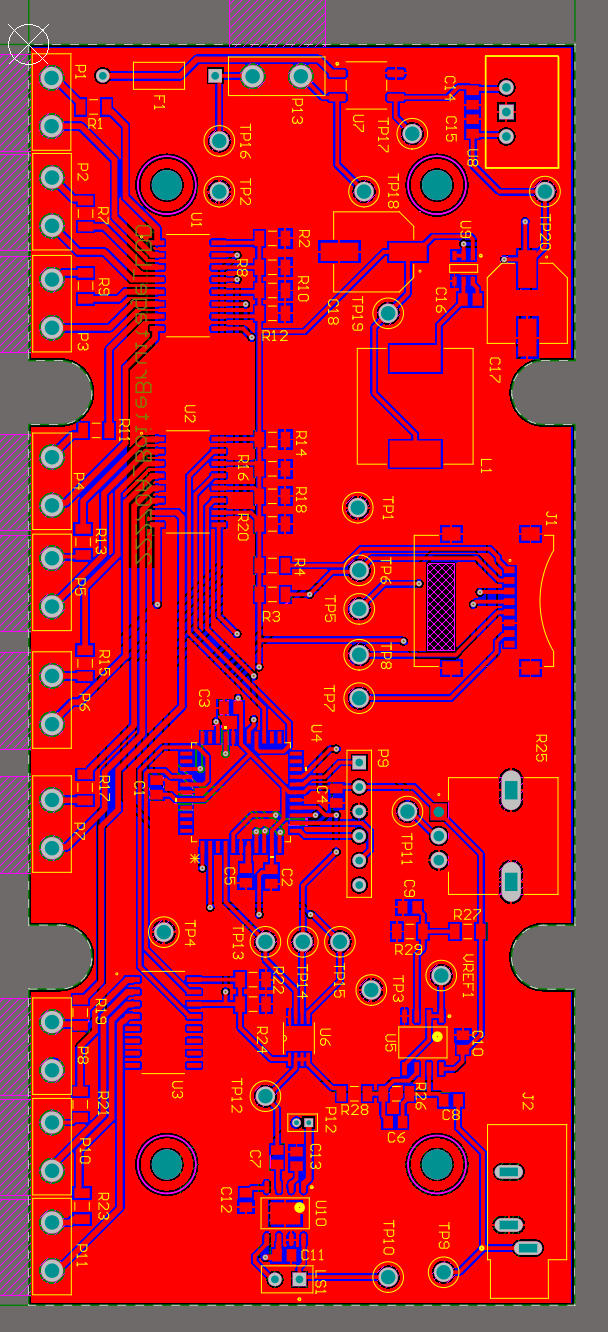 P1
F1
R1
P13
U7
TP17
C14
C15
U8
TP16
P2
TP2
TP18
TP20
R7
U1
R2
U9
R8
R9
R10
C18
C16
TP19
P3
R12
C17
R11
U2
R14
L1
P4
R16
R18
TP1
J1
R13
R20
TP6
R4
P5
TP5
R3
R15
TP8
P6
TP7
C3
U4
R25
P9
R17
C1
C4
P7
TP11
C5
C2
C9
R27
TP4
TP13
R29
TP14
TP15
R22
TP3
VREF1
R19
R24
U6
U5
C10
P8
U3
R21
TP12
R28
R26
C8
J2
P12
C6
P10
C7
C13
R23
C12
U10
P11
C11
TP10
TP9
LS1